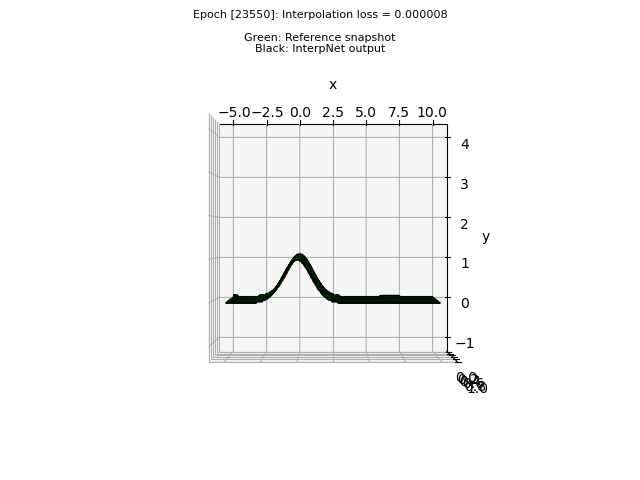 Epoch [23550]: Interpolation loss = 0.000008
Green: Reference snapshot
Black: InterpNet output
x
−5.0 −2.5 0.0 2.5 5.0 7.5 10.0
4
3
2
y
1
0
−1